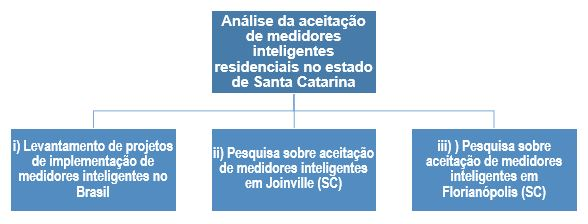 Análise da aceitação
de medidores
inteligentes
residenciais no estado
de Santa Catarina
i) Levantamento de projetos
de implementação de
medidores inteligentes no
Brasil
ii) Pesquisa sobre aceitação
de medidores inteligentes
em Joinville (SC)
iii) ) Pesquisa sobre
aceitação de medidores
inteligentes em
Florianópolis (SC)